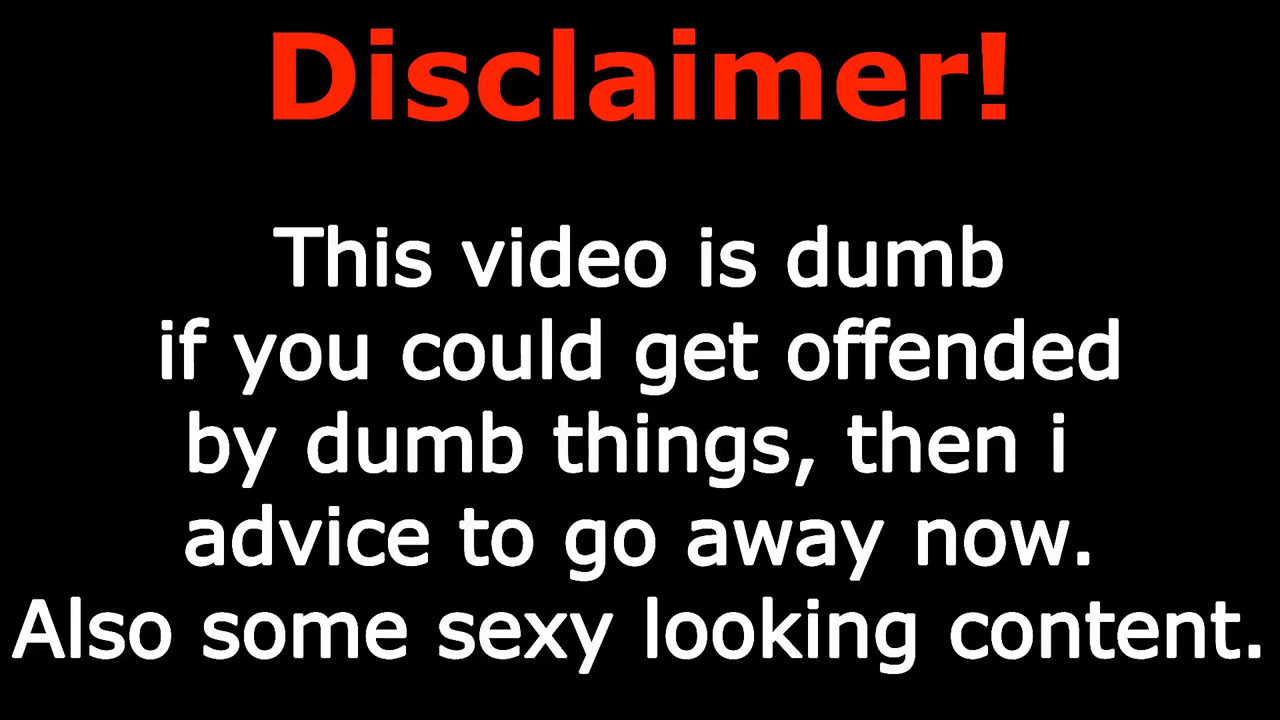 Disclaimer!
This video is dumb
if you could get offended
by dumb things, then i
advice to go away now.
Also some sexy looking content.